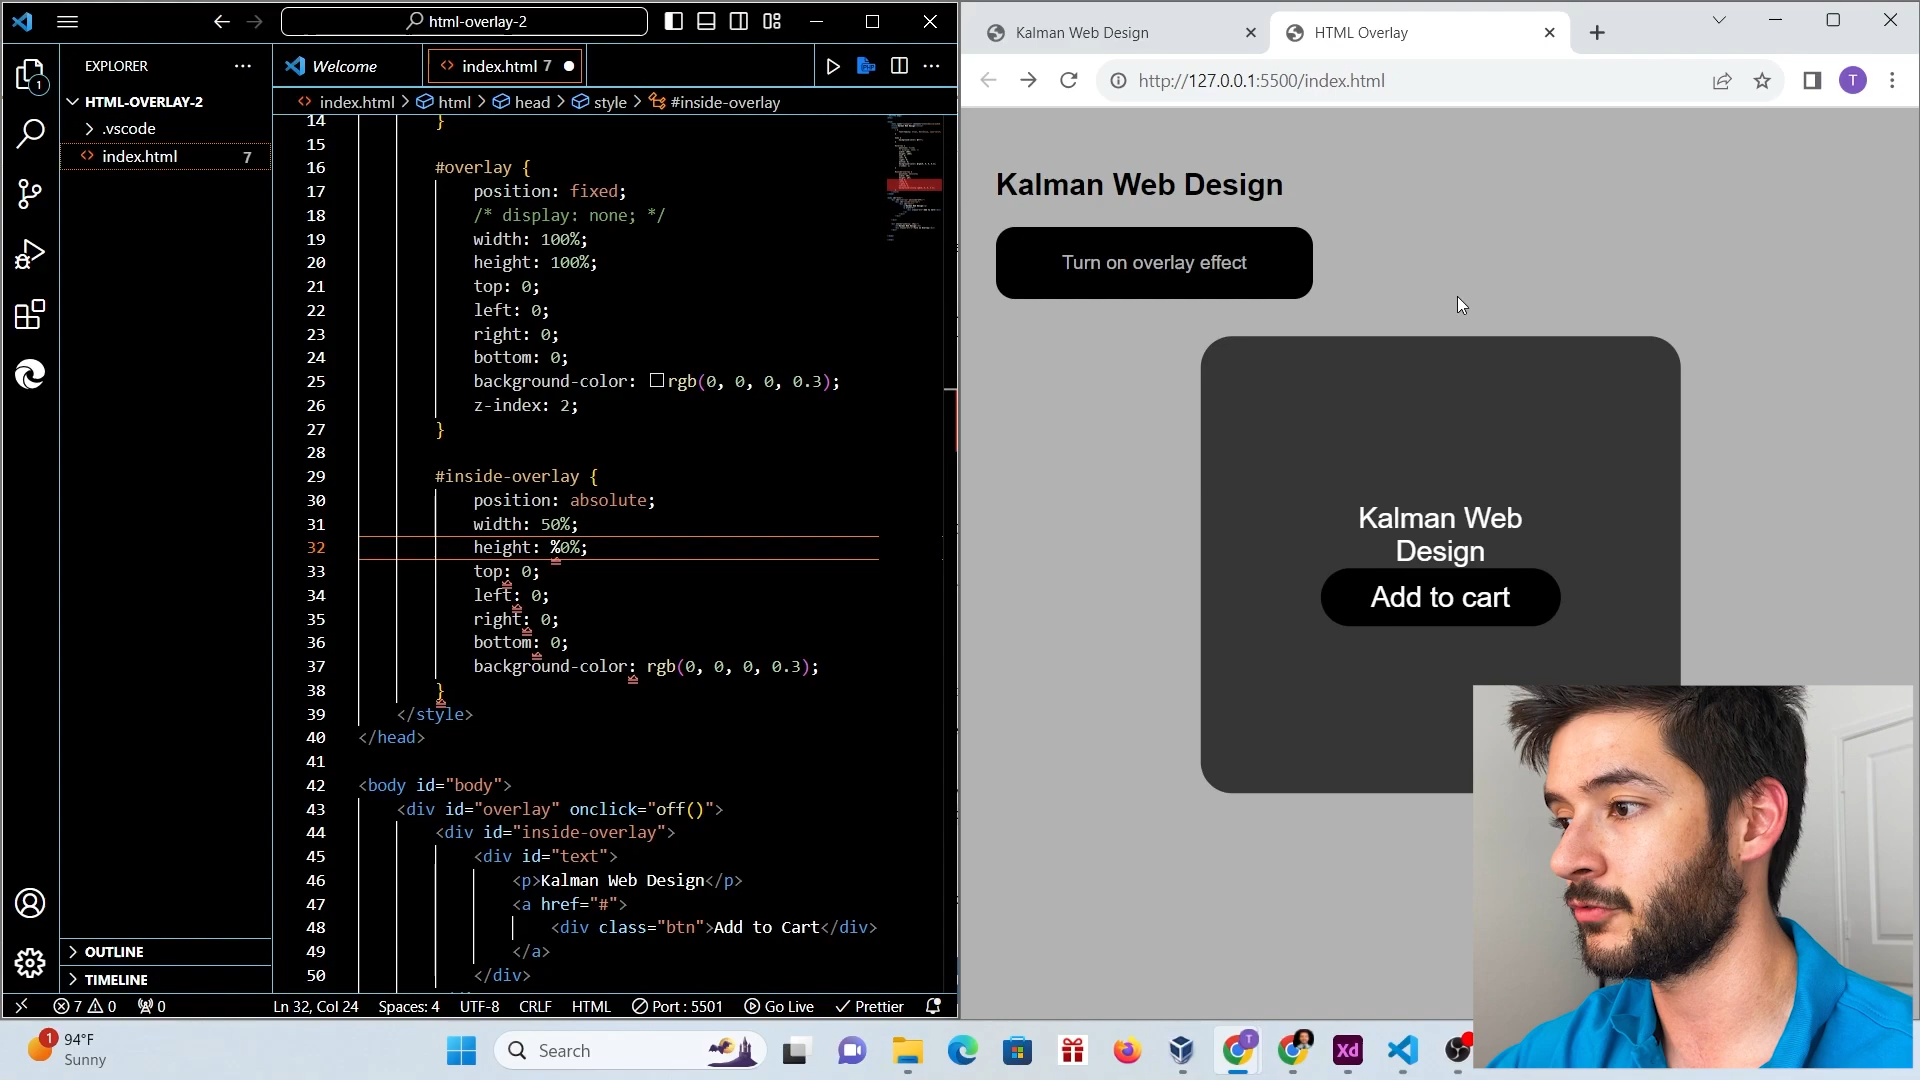 html-overlay-2
Kalman Web Design
HTML Overlay
EXPLORER
Welcome
index.html 7
http://127.0.0.1:5500/index.html
T
1
HTML-OVERLAY-2
.vscode
index.html 7
index.html > html > head > style > #inside-overlay
14 }
15
16 #overlay {
17 position: fixed;
18 /* display: none; */
19 width: 100%;
20 height: 100%;
21 top: 0;
22 left: 0;
23 right: 0;
24 bottom: 0;
25 background-color: rgb(0, 0, 0, 0.3);
26 z-index: 2;
27 }
28
29 #inside-overlay {
30 position: absolute;
31 width: 50%;
32 height: %0%;
33 top: 0;
34 left: 0;
35 right: 0;
36 bottom: 0;
37 background-color: rgb(0, 0, 0, 0.3);
38 }
39 </style>
40 </head>
41
42 <body id="body">
43 <div id="overlay" onclick="off()">
44 <div id="inside-overlay">
45 <div id="text">
46 <p>Kalman Web Design</p>
47 <a href="#">
48 <div class="btn">Add to Cart</div>
49 </a>
50 </div>
OUTLINE
TIMELINE
7 0 0 Ln 32, Col 24 Spaces: 4 UTF-8 CRLF HTML Port : 5501 Go Live Prettier
Kalman Web Design
Turn on overlay effect
Kalman Web
Design
Add to cart
1
94°F
Sunny
Search
T
Xd